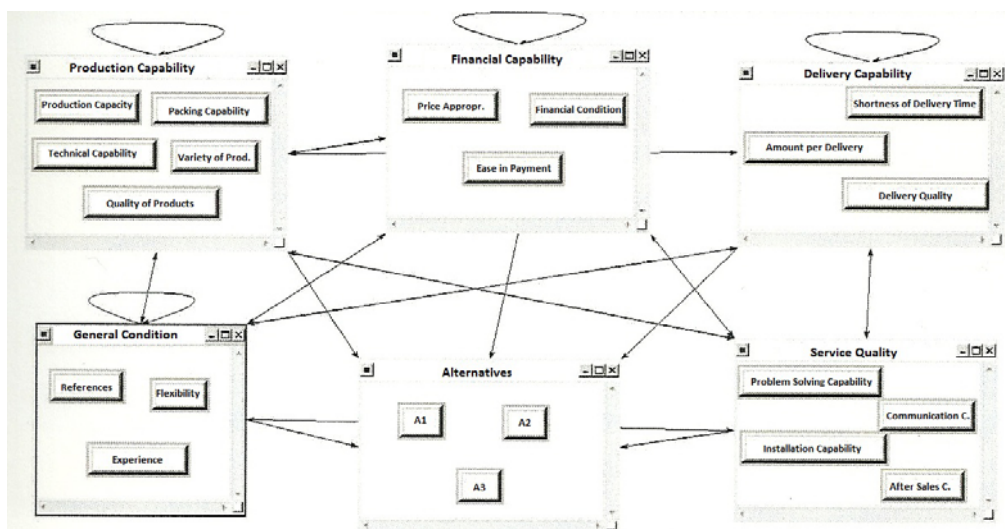 Production Capability
Production Capacity
Packing Capability
Technical Capability
Variety of Prod.
Quality of Products
Financial Capability
Price Appropr.
Financial Condition
Ease in Payment
Delivery Capability
Shortness of Delivery Time
Amount per Delivery
Delivery Quality
General Condition
References
Flexibility
Experience
Alternatives
A1
A2
A3
Service Quality
Problem Solving Capability
Communication C.
Installation Capability
After Sales C.